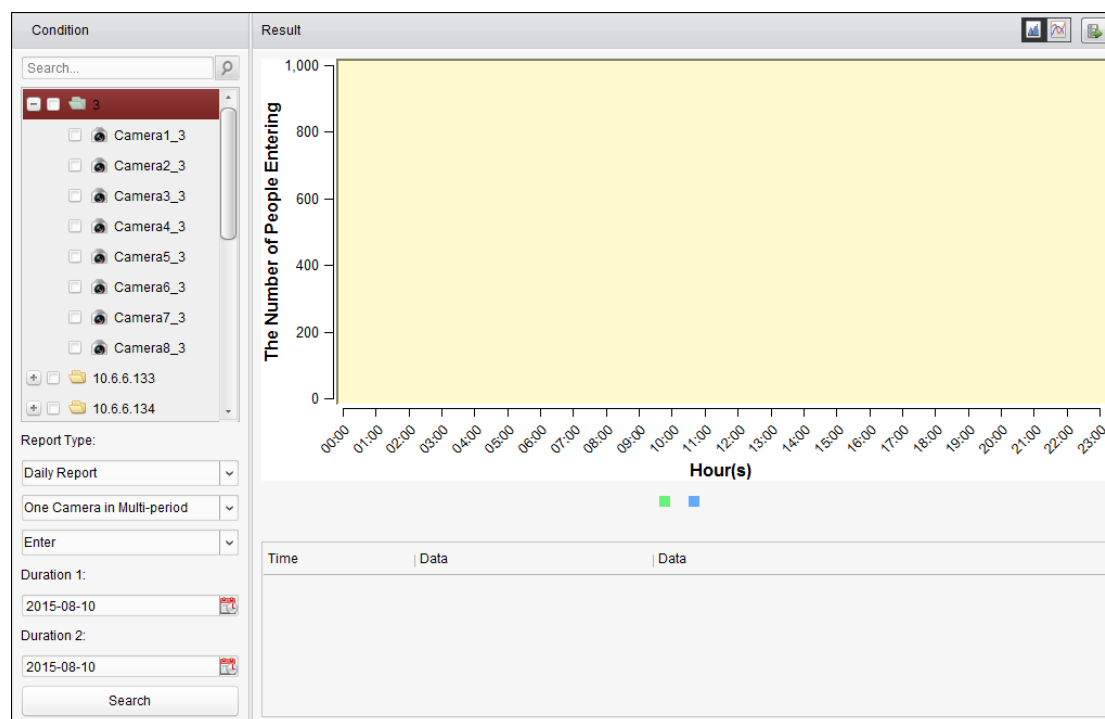 Condition
Search...
3
Camera1_3
Camera2_3
Camera3_3
Camera4_3
Camera5_3
Camera6_3
Camera7_3
Camera8_3
10.6.6.133
10.6.6.134
Report Type:
Daily Report
One Camera in Multi-period
Enter
Duration 1:
2015-08-10
Duration 2:
2015-08-10
Search
Result
The Number of People Entering
1,000
800
600
400
200
0
00:00 01:00 02:00 03:00 04:00 05:00 06:00 07:00 08:00 09:00 10:00 11:00 12:00 13:00 14:00 15:00 16:00 17:00 18:00 19:00 20:00 21:00 22:00 23:00
Hour(s)
Time Data Data